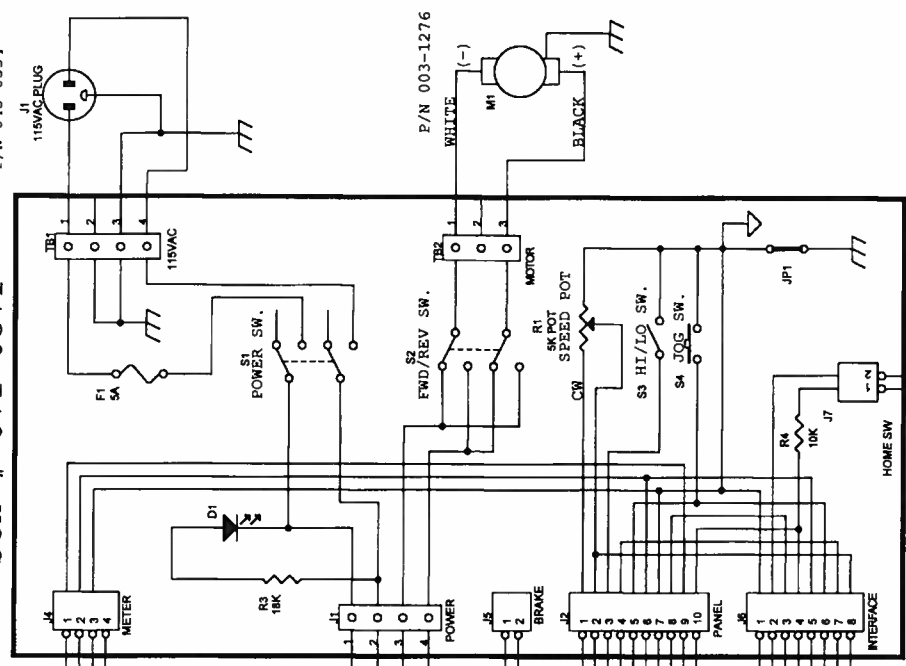 J1
115VAC PLUG
P/N 003-1276
WHITE
(-)
M1
(+)
BLACK
TB1
1
2
3
4
115VAC
TB2
1
2
3
MOTOR
F1
5A
S1
POWER SW.
S2
FWD/REV SW.
R1
5K POT
SPEED POT
CW
S3 HI/LO SW.
S4 JOG SW.
JP1
D1
R3
18K
R4
10K
J7
2
1
HOME SW
J4
1
2
3
4
METER
J1
1
2
3
4
POWER
J5
1
2
BRAKE
J2
1
2
3
4
5
6
7
8
9
10
PANEL
J6
1
2
3
4
5
6
7
8
INTERFACE